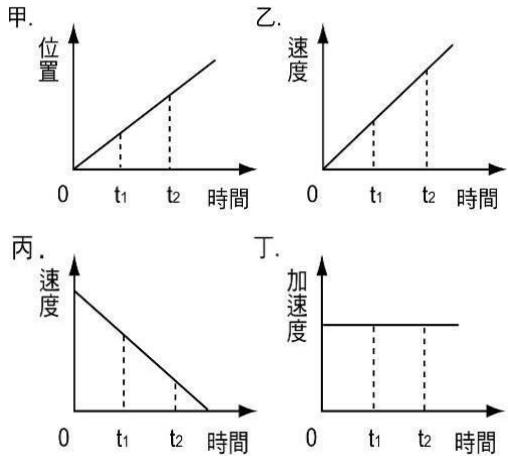 甲.
位置
0 t1 t2 時間
乙.
速度
0 t1 t2 時間
丙.
速度
0 t1 t2 時間
丁.
加速度
0 t1 t2 時間